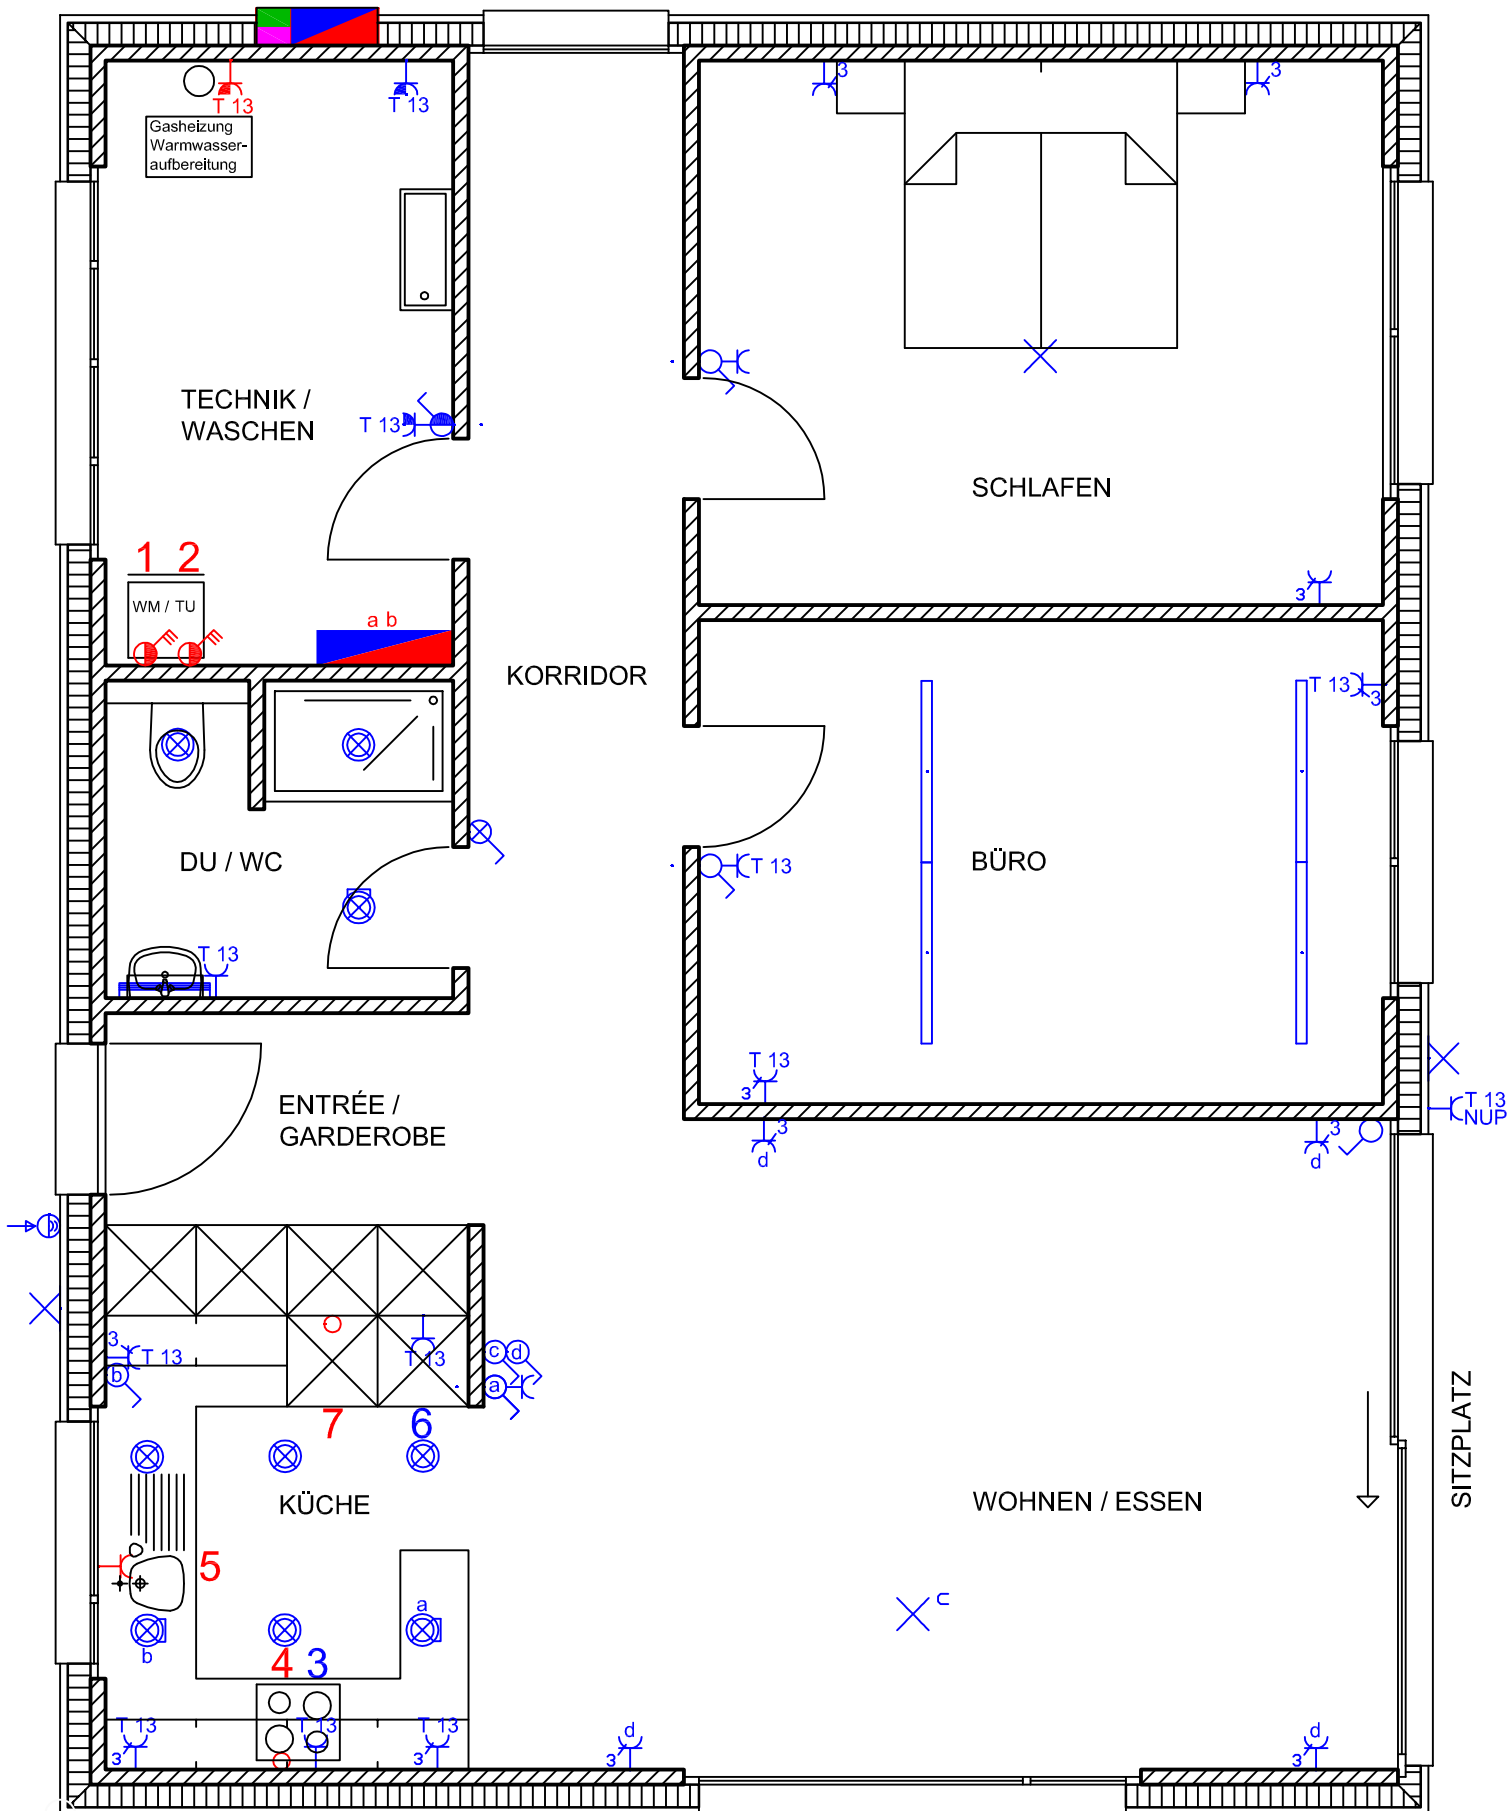 3
3
T 13
T 13
Gasheizung
Warmwasser-
aufbereitung
TECHNIK /
WASCHEN
T 13
SCHLAFEN
1 2
3
WM / TU
a b
KORRIDOR
T 13
3
DU / WC
BÜRO
T 13
T 13
T 13
3
T 13
NUP
ENTRÉE /
GARDEROBE
3
d
3
d
3
T 13
b
T 13
c d
a
7 6
SITZPLATZ
KÜCHE
WOHNEN / ESSEN
5
a
c
b
4 3
T 13
3
T 13
T 13
3
d
3
d
3